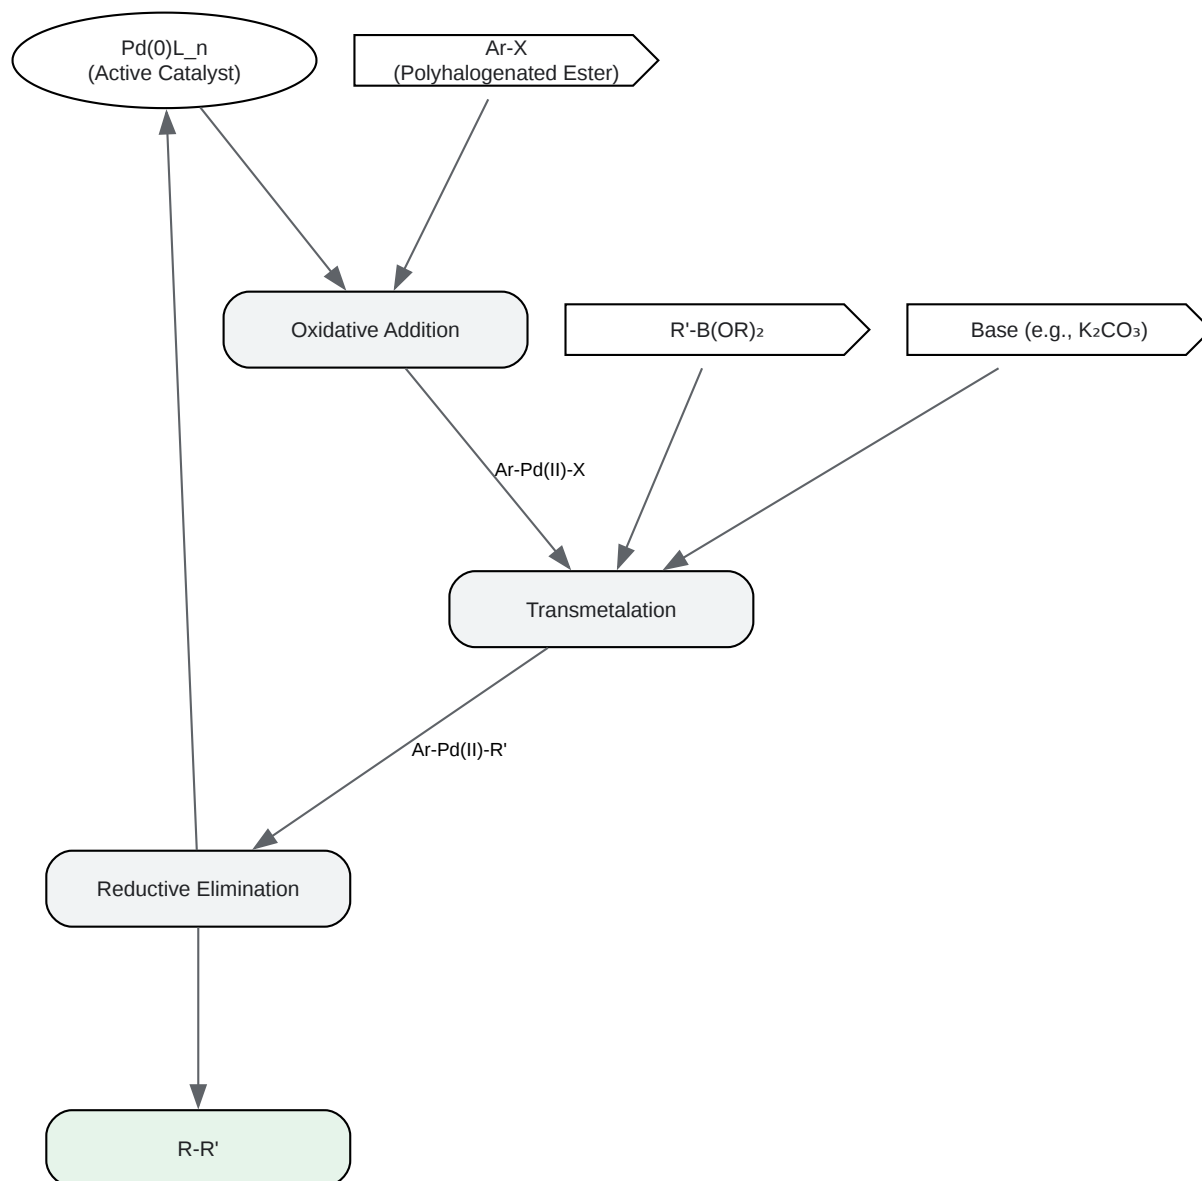 Pd(0)L_n
(Active Catalyst)
Ar-X
(Polyhalogenated Ester)
Oxidative Addition
R'-B(OR)₂
Base (e.g., K₂CO₃)
Ar-Pd(II)-X
Transmetalation
Ar-Pd(II)-R'
Reductive Elimination
R-R'